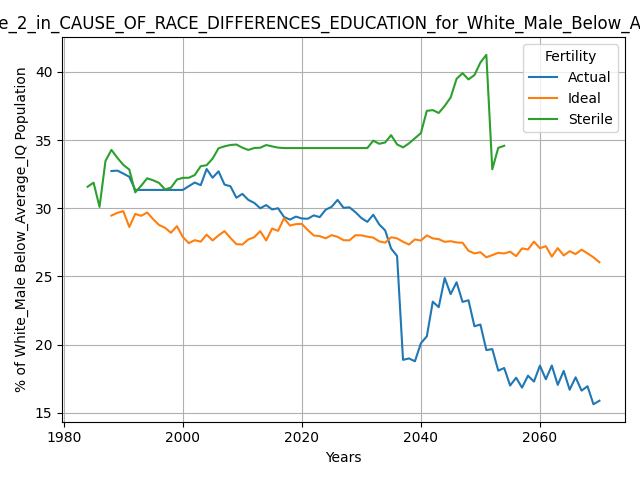 e_2_in_CAUSE_OF_RACE_DIFFERENCES_EDUCATION_for_White_Male_Below_A
Fertility
Actual
Ideal
Sterile
% of White_Male Below_Average_IQ Population
40
35
30
25
20
15
1980
2000
2020
2040
2060
Years